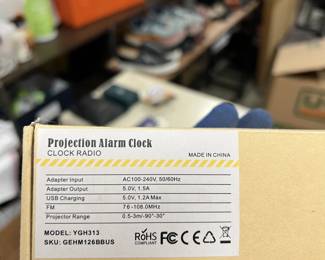 Projection Alarm Clock
CLOCK RADIO
MADE IN CHINA
Adapter Input AC100-240V, 50/60Hz
Adapter Output 5.0V, 1.5A
USB Charging 5.0V, 1.2A Max
FM 76-108.0MHz
Projector Range 0.5-3m/-90°-30°
MODEL: YGH313
SKU: GEHM126BBUS
RoHS
COMPLIANT
FC CE